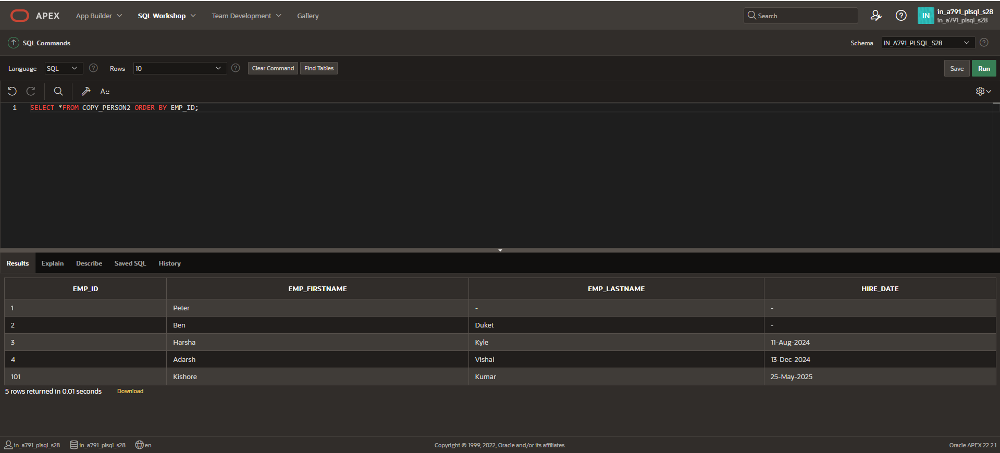 APEX App Builder SQL Workshop Team Development Gallery Search IN in_a791_plsql_s28
in_a791_plsql_s28
SQL Commands Schema IN_A791_PLSQL_S28
Language SQL Rows 10 Clear Command Find Tables Save Run
A
1 SELECT *FROM COPY_PERSON2 ORDER BY EMP_ID;
Results Explain Describe Saved SQL History
EMP_ID EMP_FIRSTNAME EMP_LASTNAME HIRE_DATE
1 Peter - -
2 Ben Duket -
3 Harsha Kyle 11-Aug-2024
4 Adarsh Vishal 13-Dec-2024
101 Kishore Kumar 25-May-2025
5 rows returned in 0.01 seconds Download
in_a791_plsql_s28 in_a791_plsql_s28 en Copyright © 1999, 2022, Oracle and/or its affiliates. Oracle APEX 22.2.1